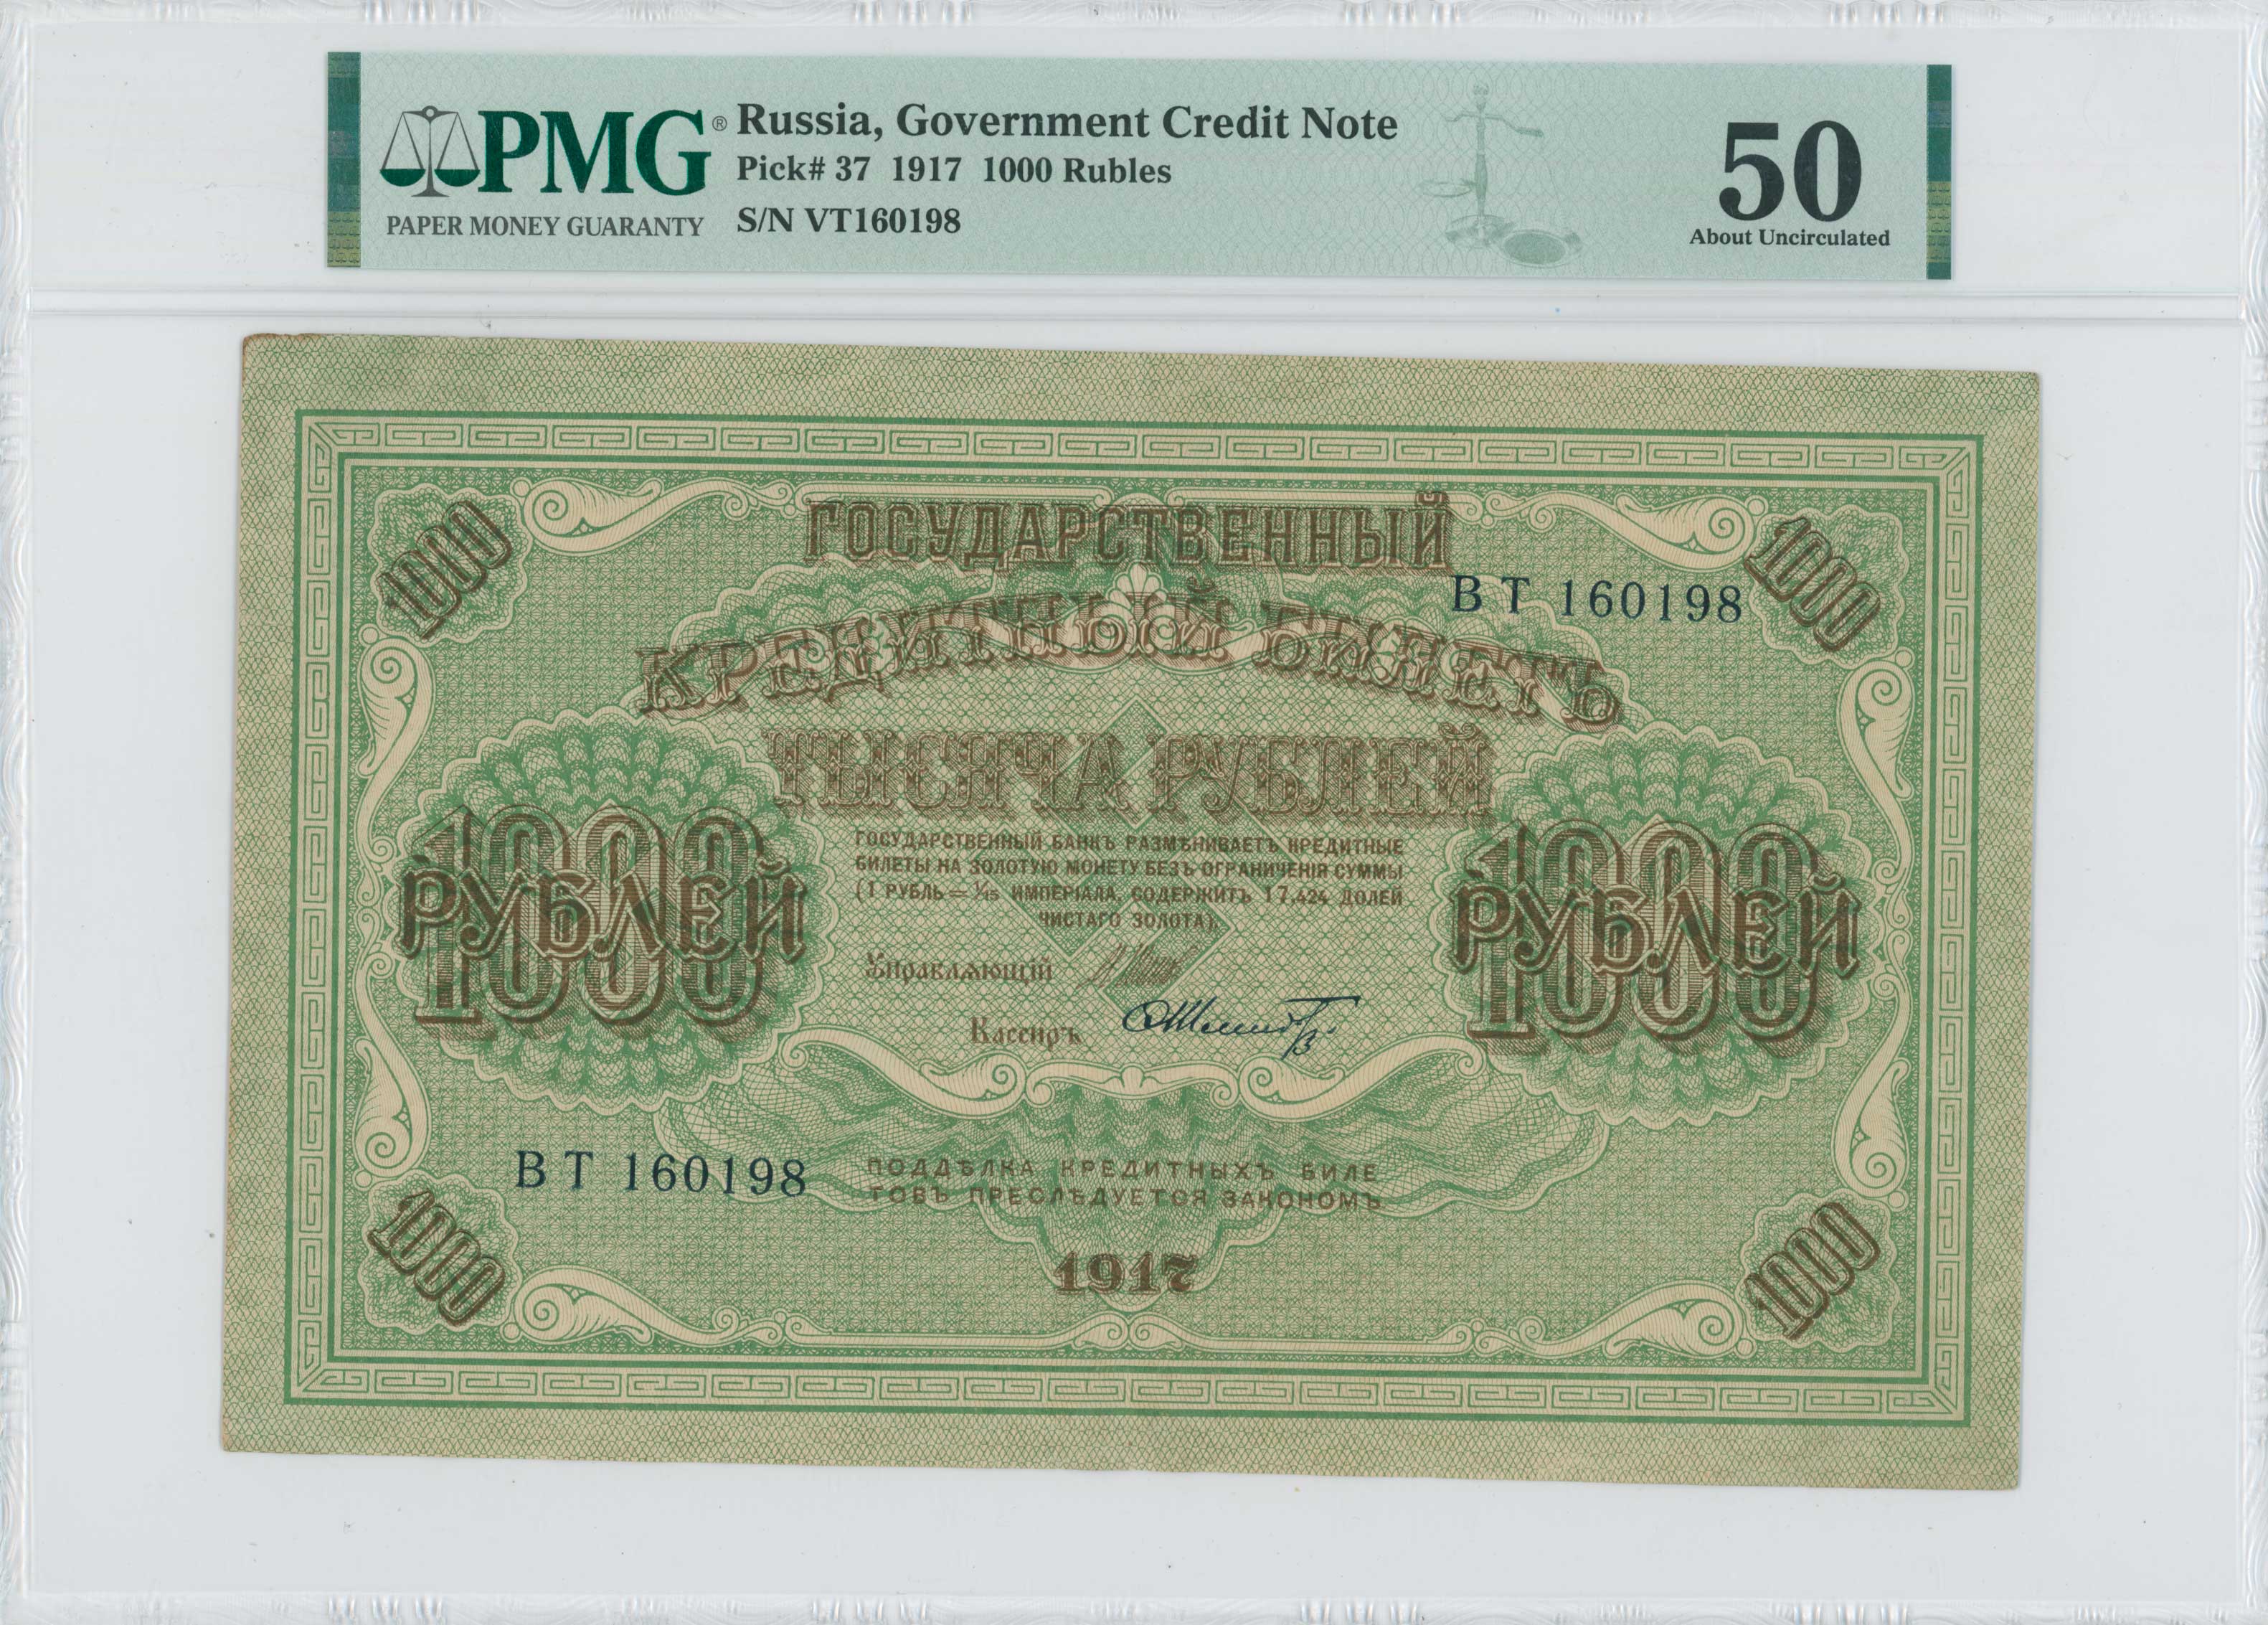 PMG® Russia, Government Credit Note
Pick# 37 1917 1000 Rubles
PAPER MONEY GUARANTY S/N VT160198
50
About Uncirculated
1000
ГОСУДАРСТВЕННЫЙ
1000
ВТ 160198
КРЕДИТНЫЙ БИЛЕТЪ
ТЫСЯЧА РУБЛЕЙ
1000
РУБЛЕЙ
ГОСУДАРСТВЕННЫЙ БАНКЪ РАЗМѢНИВАЕТЪ КРЕДИТНЫЕ
БИЛЕТЫ НА ЗОЛОТУЮ МОНЕТУ БЕЗЪ ОГРАНИЧЕНІЯ СУММЫ
(1 РУБЛЬ = 1/15 ИМПЕРІАЛА, СОДЕРЖИТЪ 17,424 ДОЛЕЙ
ЧИСТАГО ЗОЛОТА).
1000
РУБЛЕЙ
Управляющій
Кассиръ
ВТ 160198
ПОДДѢЛКА КРЕДИТНЫХЪ БИЛЕ
ТОВЪ ПРЕСЛѢДУЕТСЯ ЗАКОНОМЪ
1000
1917
1000